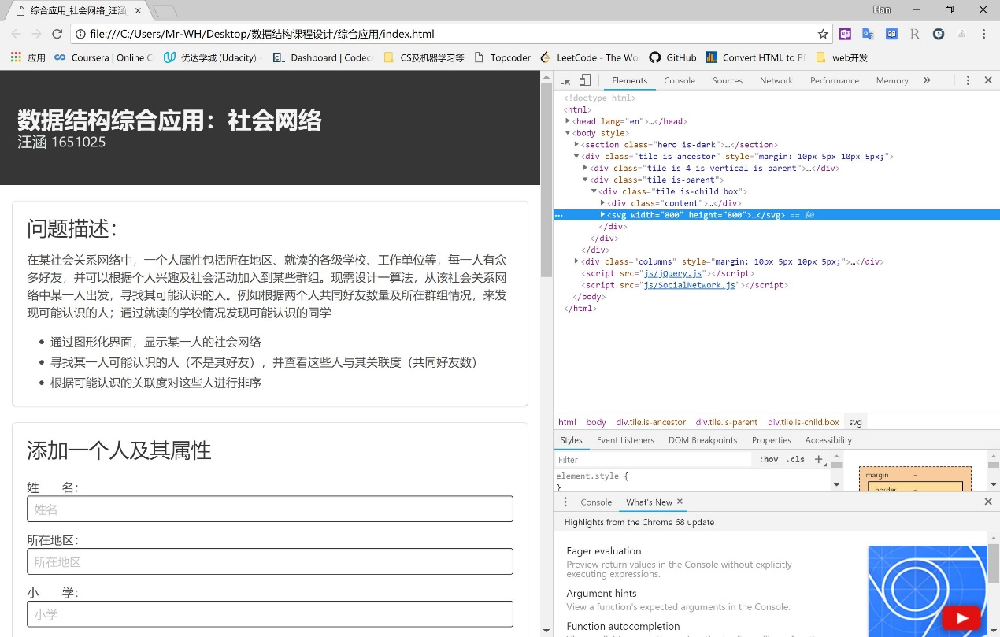 综合应用_社会网络_汪涵
Han
file:///C:/Users/Mr-WH/Desktop/数据结构课程设计/综合应用/index.html
应用 Coursera | Online C 优达学城 (Udacity) Dashboard | Codec CS及机器学习等 Topcoder LeetCode - The Wo GitHub Convert HTML to P web开发
数据结构综合应用：社会网络
汪涵 1651025
问题描述：
在某社会关系网络中，一个人属性包括所在地区、就读的各级学校、工作单位等，每一人有众
多好友，并可以根据个人兴趣及社会活动加入到某些群组。现需设计一算法，从该社会关系网
络中某一人出发，寻找其可能认识的人。例如根据两个人共同好友数量及所在群组情况，来发
现可能认识的人；通过就读的学校情况发现可能认识的同学
• 通过图形化界面，显示某一人的社会网络
• 寻找某一人可能认识的人（不是其好友），并查看这些人与其关联度（共同好友数）
• 根据可能认识的关联度对这些人进行排序
添加一个人及其属性
姓 名：
姓名
所在地区：
所在地区
小 学：
小学
Elements Console Sources Network Performance Memory »
<!doctype html>
<html>
<head lang="en">…</head>
<body style>
<section class="hero is-dark">…</section>
<div class="tile is-ancestor" style="margin: 10px 5px 10px 5px;">
<div class="tile is-4 is-vertical is-parent">…</div>
<div class="tile is-parent">
<div class="tile is-child box">
<div class="content">…</div>
<svg width="800" height="800">…</svg> == $0
</div>
</div>
</div>
<div class="columns" style="margin: 10px 5px 10px 5px;">…</div>
<script src="js/jQuery.js"></script>
<script src="js/SocialNetwork.js"></script>
</body>
</html>
html body div.tile.is-ancestor div.tile.is-parent div.tile.is-child.box svg
Styles Event Listeners DOM Breakpoints Properties Accessibility
Filter :hov .cls +
element.style {
}
margin –
border –
Console What's New ×
Highlights from the Chrome 68 update
Eager evaluation
Preview return values in the Console without explicitly
executing expressions.
Argument hints
View a function's expected arguments in the Console.
Function autocompletion